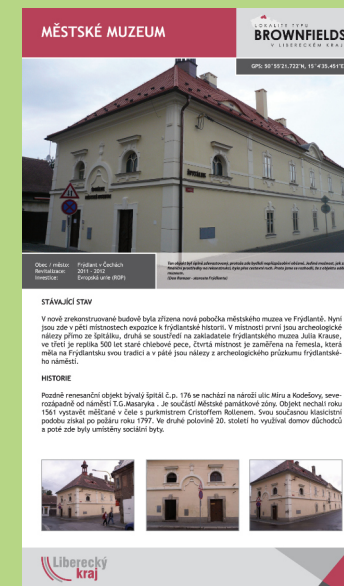 MĚSTSKÉ MUZEUM
LOKALITY TYPU
BROWNFIELDS
V LIBERECKÉM KRAJI
GPS: 50°55'21.722"N, 15°4'35.451"E
ŠPITÁLEK
Obec / město: Frýdlant v Čechách
Revitalizace: 2011 - 2012
Investice: Evropská unie (ROP)
STÁVAJÍCÍ STAV
V nově zrekonstruované budově byla zřízena nová pobočka městského muzea ve Frýdlantě. Nyní
jsou zde v pěti místnostech expozice k frýdlantské historii. V místnosti první jsou archeologické
nálezy přímo ze špitálku, druhá se soustředí na zakladatele frýdlantského muzea Julia Krause,
ve třetí je replika 500 let staré chlebové pece, čtvrtá místnost je zaměřena na řemesla, která
měla na Frýdlantsku svou tradici a v páté jsou nálezy z archeologického průzkumu frýdlantské-
ho náměstí.
HISTORIE
Pozdně renesanční objekt bývalý špitál č.p. 176 se nachází na nároží ulic Míru a Kodešovy, seve-
rozápadně od náměstí T.G.Masaryka . Je součástí Městské památkové zóny. Objekt nechali roku
1561 vystavět měšťané v čele s purkmistrem Cristoffem Rollenem. Svou současnou klasicistní
podobu získal po požáru roku 1797. Ve druhé polovině 20. století ho využíval domov důchodců
a poté zde byly umístěny sociální byty.
Liberecký
kraj